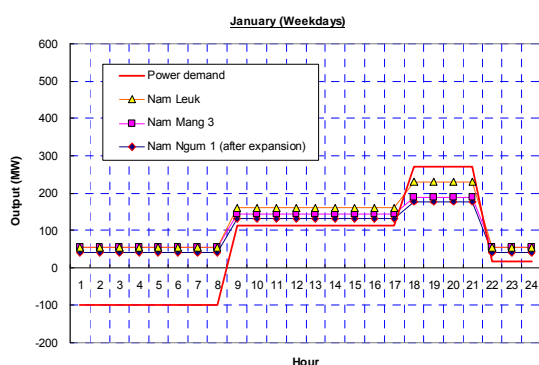 January (Weekdays)
600
500
400
300
200
100
0
-100
-200
Output (MW)
Power demand
Nam Leuk
Nam Mang 3
Nam Ngum 1 (after expansion)
1 2 3 4 5 6 7 8 9 10 11 12 13 14 15 16 17 18 19 20 21 22 23 24
Hour